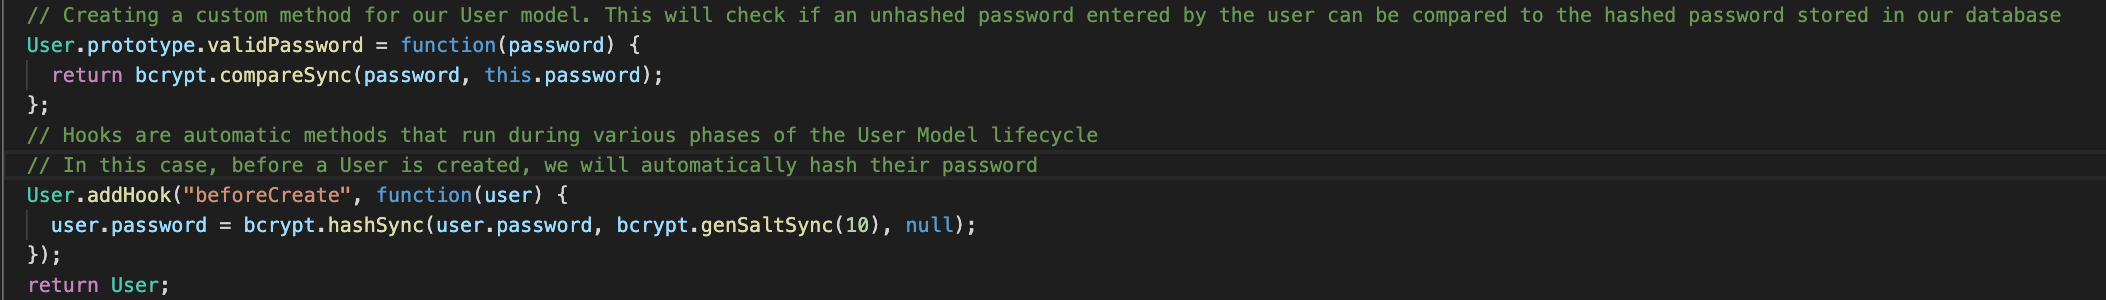 // Creating a custom method for our User model. This will check if an unhashed password entered by the user can be compared to the hashed password stored in our database
User.prototype.validPassword = function(password) {
  return bcrypt.compareSync(password, this.password);
};
// Hooks are automatic methods that run during various phases of the User Model lifecycle
// In this case, before a User is created, we will automatically hash their password
User.addHook("beforeCreate", function(user) {
  user.password = bcrypt.hashSync(user.password, bcrypt.genSaltSync(10), null);
});
return User;